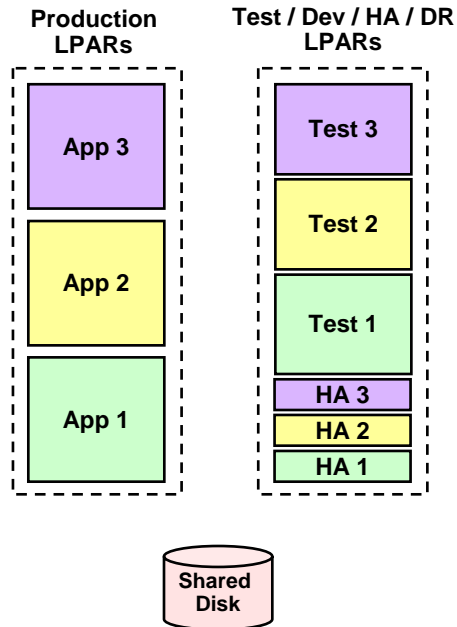 Production
LPARs
App 3
App 2
App 1
Test / Dev / HA / DR
LPARs
Test 3
Test 2
Test 1
HA 3
HA 2
HA 1
Shared
Disk